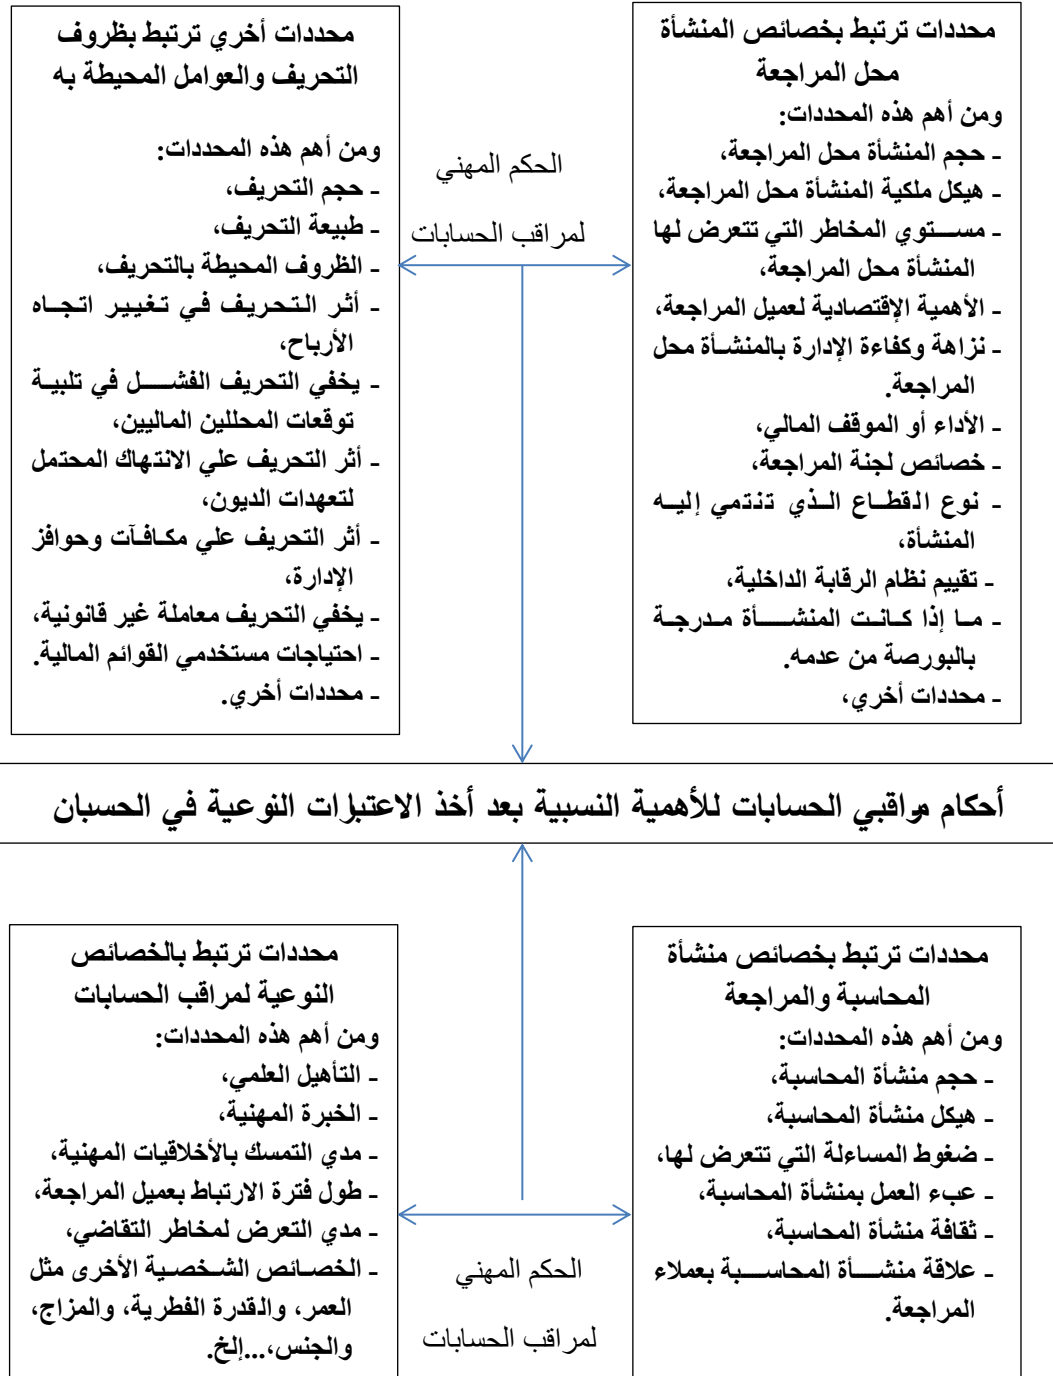 محددات ترتبط بخصائص المنشأة
محل المراجعة
ومن أهم هذه المحددات:
- حجم المنشأة محل المراجعة،
- هيكل ملكية المنشأة محل المراجعة،
- مستوي المخاطر التي تتعرض لها
المنشأة محل المراجعة،
- الأهمية الإقتصادية لعميل المراجعة،
- نزاهة وكفاءة الإدارة بالمنشأة محل
المراجعة.
- الأداء أو الموقف المالي،
- خصائص لجنة المراجعة،
- نوع القطاع الذي تنتمي إليه
المنشأة،
- تقييم نظام الرقابة الداخلية،
- ما إذا كانت المنشأة مدرجة
بالبورصة من عدمه.
- محددات أخري،
الحكم المهني
لمراقب الحسابات
محددات أخري ترتبط بظروف
التحريف والعوامل المحيطة به
ومن أهم هذه المحددات:
- حجم التحريف،
- طبيعة التحريف،
- الظروف المحيطة بالتحريف،
- أثر التحريف في تغيير اتجاه
الأرباح،
- يخفي التحريف الفشل في تلبية
توقعات المحللين الماليين،
- أثر التحريف علي الانتهاك المحتمل
لتعهدات الديون،
- أثر التحريف علي مكافآت وحوافز
الإدارة،
- يخفي التحريف معاملة غير قانونية،
- احتياجات مستخدمي القوائم المالية.
- محددات أخري.
أحكام مراقبي الحسابات للأهمية النسبية بعد أخذ الاعتبارات النوعية في الحسبان
محددات ترتبط بخصائص منشأة
المحاسبة والمراجعة
ومن أهم هذه المحددات:
- حجم منشأة المحاسبة،
- هيكل منشأة المحاسبة،
- ضغوط المساءلة التي تتعرض لها،
- عبء العمل بمنشأة المحاسبة،
- ثقافة منشأة المحاسبة،
- علاقة منشأة المحاسبة بعملاء
المراجعة.
الحكم المهني
لمراقب الحسابات
محددات ترتبط بالخصائص
النوعية لمراقب الحسابات
ومن أهم هذه المحددات:
- التأهيل العلمي،
- الخبرة المهنية،
- مدي التمسك بالأخلاقيات المهنية،
- طول فترة الارتباط بعميل المراجعة،
- مدي التعرض لمخاطر التقاضي،
- الخصائص الشخصية الأخرى مثل
العمر، والقدرة الفطرية، والمزاج،
والجنس،...إلخ.